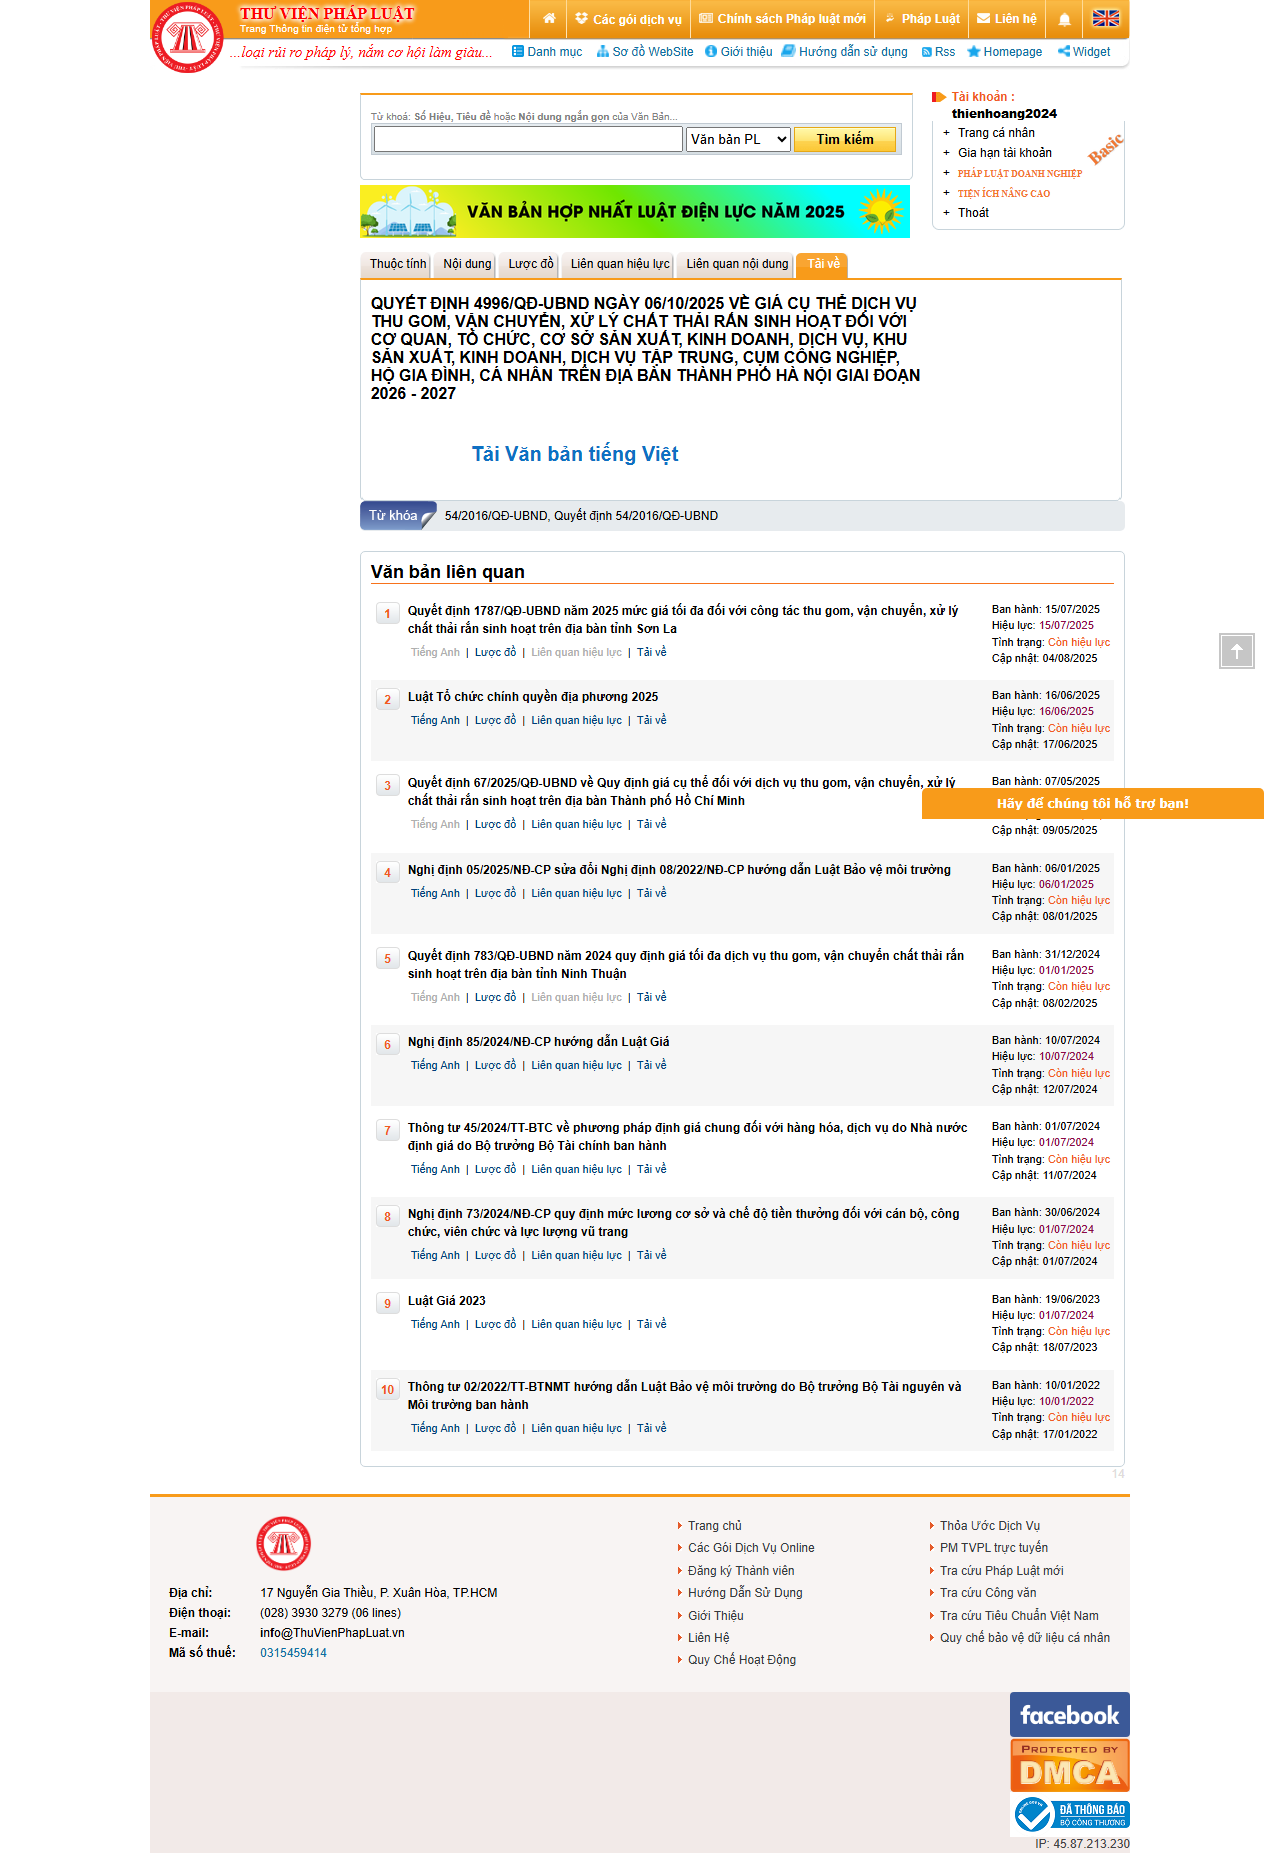 THƯ VIỆN PHÁP LUẬT
Trang Thông tin điện tử tổng hợp
Các gói dịch vụ
Chính sách Pháp luật mới
Pháp Luật
Liên hệ
...loại rủi ro pháp lý, nắm cơ hội làm giàu...
Danh mục
Sơ đồ WebSite
Giới thiệu
Hướng dẫn sử dụng
Rss
Homepage
Widget
Từ khoá: Số Hiệu, Tiêu đề hoặc Nội dung ngắn gọn của Văn Bản...
Văn bản PL
Tìm kiếm
Tài khoản :
thienhoang2024
+ Trang cá nhân
+ Gia hạn tài khoản
+ PHÁP LUẬT DOANH NGHIỆP
+ TIỆN ÍCH NÂNG CAO
+ Thoát
Basic
VĂN BẢN HỢP NHẤT LUẬT ĐIỆN LỰC NĂM 2025
Thuộc tính
Nội dung
Lược đồ
Liên quan hiệu lực
Liên quan nội dung
Tải về
QUYẾT ĐỊNH 4996/QĐ-UBND NGÀY 06/10/2025 VỀ GIÁ CỤ THỂ DỊCH VỤ
THU GOM, VẬN CHUYỂN, XỬ LÝ CHẤT THẢI RẮN SINH HOẠT ĐỐI VỚI
CƠ QUAN, TỔ CHỨC, CƠ SỞ SẢN XUẤT, KINH DOANH, DỊCH VỤ, KHU
SẢN XUẤT, KINH DOANH, DỊCH VỤ TẬP TRUNG, CỤM CÔNG NGHIỆP,
HỘ GIA ĐÌNH, CÁ NHÂN TRÊN ĐỊA BÀN THÀNH PHỐ HÀ NỘI GIAI ĐOẠN
2026 - 2027
Tải Văn bản tiếng Việt
Từ khóa
54/2016/QĐ-UBND, Quyết định 54/2016/QĐ-UBND
Văn bản liên quan
1
Quyết định 1787/QĐ-UBND năm 2025 mức giá tối đa đối với công tác thu gom, vận chuyển, xử lý
chất thải rắn sinh hoạt trên địa bàn tỉnh Sơn La
Tiếng Anh | Lược đồ | Liên quan hiệu lực | Tải về
Ban hành: 15/07/2025
Hiệu lực: 15/07/2025
Tình trạng: Còn hiệu lực
Cập nhật: 04/08/2025
2
Luật Tổ chức chính quyền địa phương 2025
Tiếng Anh | Lược đồ | Liên quan hiệu lực | Tải về
Ban hành: 16/06/2025
Hiệu lực: 16/06/2025
Tình trạng: Còn hiệu lực
Cập nhật: 17/06/2025
3
Quyết định 67/2025/QĐ-UBND về Quy định giá cụ thể đối với dịch vụ thu gom, vận chuyển, xử lý
chất thải rắn sinh hoạt trên địa bàn Thành phố Hồ Chí Minh
Tiếng Anh | Lược đồ | Liên quan hiệu lực | Tải về
Ban hành: 07/05/2025
Hãy để chúng tôi hỗ trợ bạn!
Cập nhật: 09/05/2025
4
Nghị định 05/2025/NĐ-CP sửa đổi Nghị định 08/2022/NĐ-CP hướng dẫn Luật Bảo vệ môi trường
Tiếng Anh | Lược đồ | Liên quan hiệu lực | Tải về
Ban hành: 06/01/2025
Hiệu lực: 06/01/2025
Tình trạng: Còn hiệu lực
Cập nhật: 08/01/2025
5
Quyết định 783/QĐ-UBND năm 2024 quy định giá tối đa dịch vụ thu gom, vận chuyển chất thải rắn
sinh hoạt trên địa bàn tỉnh Ninh Thuận
Tiếng Anh | Lược đồ | Liên quan hiệu lực | Tải về
Ban hành: 31/12/2024
Hiệu lực: 01/01/2025
Tình trạng: Còn hiệu lực
Cập nhật: 08/02/2025
6
Nghị định 85/2024/NĐ-CP hướng dẫn Luật Giá
Tiếng Anh | Lược đồ | Liên quan hiệu lực | Tải về
Ban hành: 10/07/2024
Hiệu lực: 10/07/2024
Tình trạng: Còn hiệu lực
Cập nhật: 12/07/2024
7
Thông tư 45/2024/TT-BTC về phương pháp định giá chung đối với hàng hóa, dịch vụ do Nhà nước
định giá do Bộ trưởng Bộ Tài chính ban hành
Tiếng Anh | Lược đồ | Liên quan hiệu lực | Tải về
Ban hành: 01/07/2024
Hiệu lực: 01/07/2024
Tình trạng: Còn hiệu lực
Cập nhật: 11/07/2024
8
Nghị định 73/2024/NĐ-CP quy định mức lương cơ sở và chế độ tiền thưởng đối với cán bộ, công
chức, viên chức và lực lượng vũ trang
Tiếng Anh | Lược đồ | Liên quan hiệu lực | Tải về
Ban hành: 30/06/2024
Hiệu lực: 01/07/2024
Tình trạng: Còn hiệu lực
Cập nhật: 01/07/2024
9
Luật Giá 2023
Tiếng Anh | Lược đồ | Liên quan hiệu lực | Tải về
Ban hành: 19/06/2023
Hiệu lực: 01/07/2024
Tình trạng: Còn hiệu lực
Cập nhật: 18/07/2023
10
Thông tư 02/2022/TT-BTNMT hướng dẫn Luật Bảo vệ môi trường do Bộ trưởng Bộ Tài nguyên và
Môi trường ban hành
Tiếng Anh | Lược đồ | Liên quan hiệu lực | Tải về
Ban hành: 10/01/2022
Hiệu lực: 10/01/2022
Tình trạng: Còn hiệu lực
Cập nhật: 17/01/2022
14
Địa chỉ: 17 Nguyễn Gia Thiều, P. Xuân Hòa, TP.HCM
Điện thoại: (028) 3930 3279 (06 lines)
E-mail: info@ThuVienPhapLuat.vn
Mã số thuế: 0315459414
Trang chủ
Các Gói Dịch Vụ Online
Đăng ký Thành viên
Hướng Dẫn Sử Dụng
Giới Thiệu
Liên Hệ
Quy Chế Hoạt Động
Thỏa Ước Dịch Vụ
PM TVPL trực tuyến
Tra cứu Pháp Luật mới
Tra cứu Công văn
Tra cứu Tiêu Chuẩn Việt Nam
Quy chế bảo vệ dữ liệu cá nhân
facebook
PROTECTED BY
DMCA
ĐÃ THÔNG BÁO
BỘ CÔNG THƯƠNG
IP: 45.87.213.230